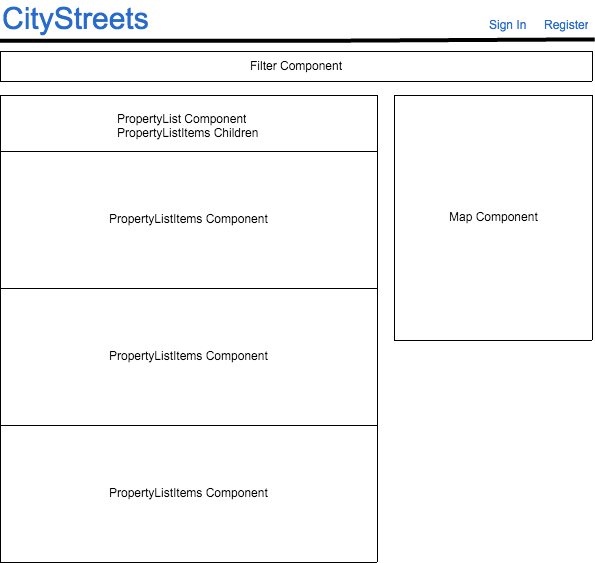 CityStreets
Sign In Register
Filter Component
PropertyList Component
PropertyListItems Children
PropertyListItems Component
Map Component
PropertyListItems Component
PropertyListItems Component